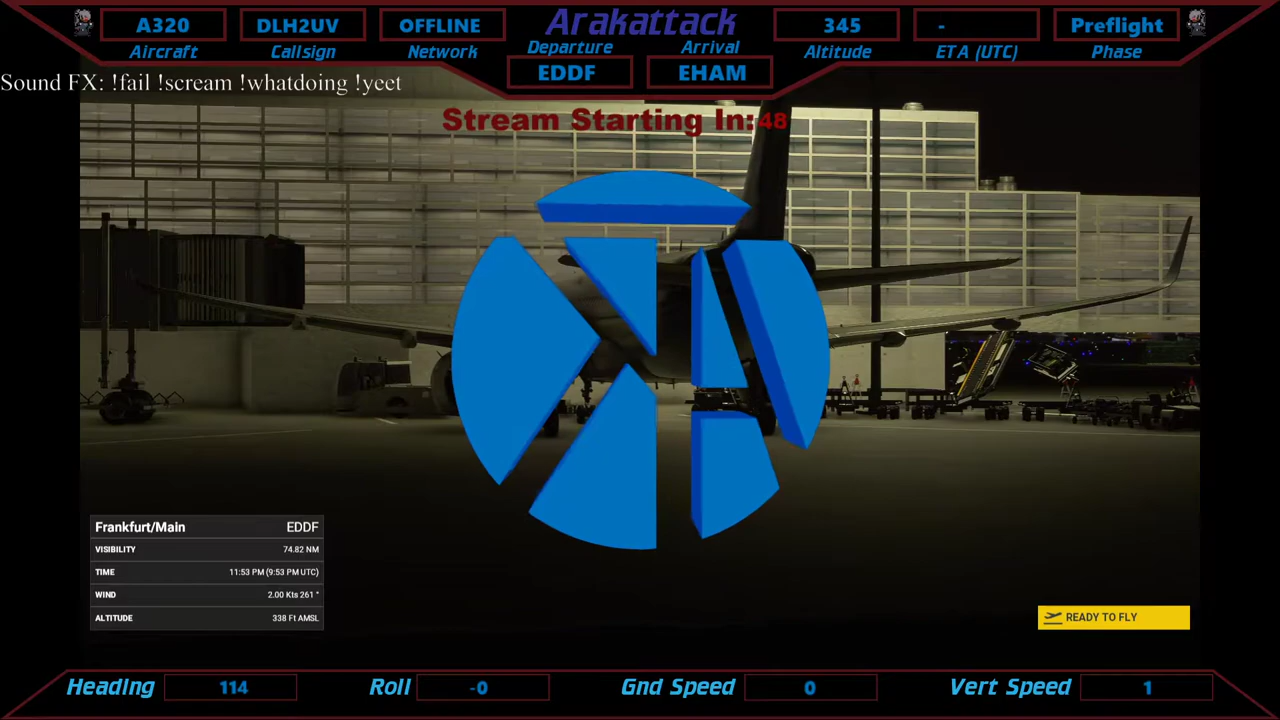 A320
DLH2UV
OFFLINE
Arakattack
345
-
Preflight
Aircraft
Callsign
Network
Departure
Arrival
Altitude
ETA (UTC)
Phase
EDDF
EHAM
Sound FX: !fail !scream !whatdoing !yeet
Stream Starting In: 48
Frankfurt/Main EDDF
VISIBILITY 74.82 NM
TIME 11:53 PM (9:53 PM UTC)
WIND 2.00 Kts 261 °
ALTITUDE 338 Ft AMSL
READY TO FLY
Heading 114
Roll -0
Gnd Speed 0
Vert Speed 1